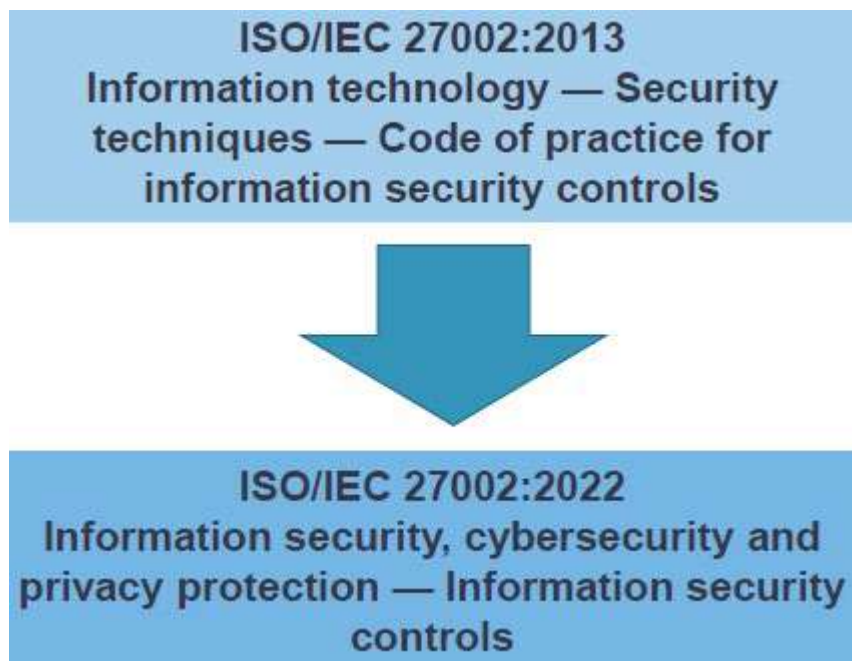 ISO/IEC 27002:2013
Information technology — Security
techniques — Code of practice for
information security controls
ISO/IEC 27002:2022
Information security, cybersecurity and
privacy protection — Information security
controls